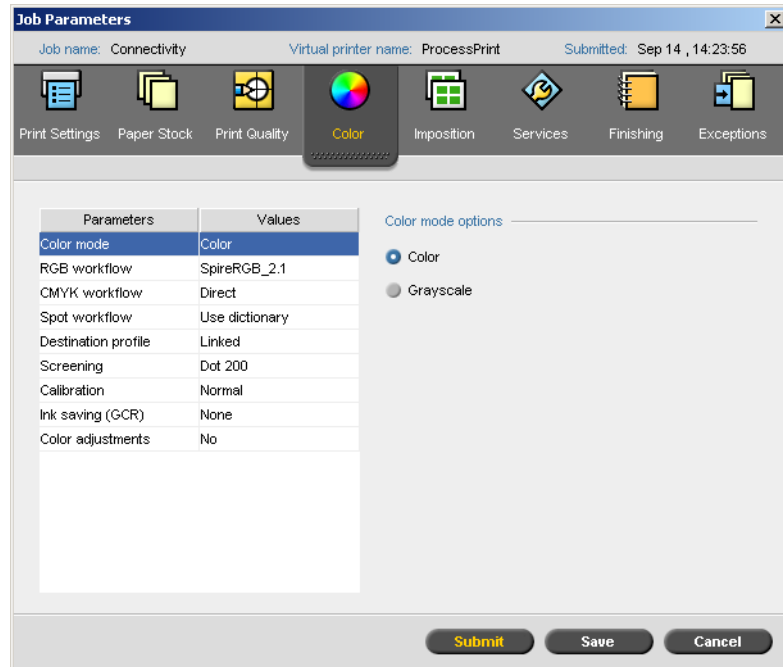 Job Parameters
Job name: Connectivity Virtual printer name: ProcessPrint Submitted: Sep 14 , 14:23:56
Print Settings Paper Stock Print Quality Color Imposition Services Finishing Exceptions
Parameters Values
Color mode Color
RGB workflow SpireRGB_2.1
CMYK workflow Direct
Spot workflow Use dictionary
Destination profile Linked
Screening Dot 200
Calibration Normal
Ink saving (GCR) None
Color adjustments No
Color mode options
Color
Grayscale
Submit Save Cancel